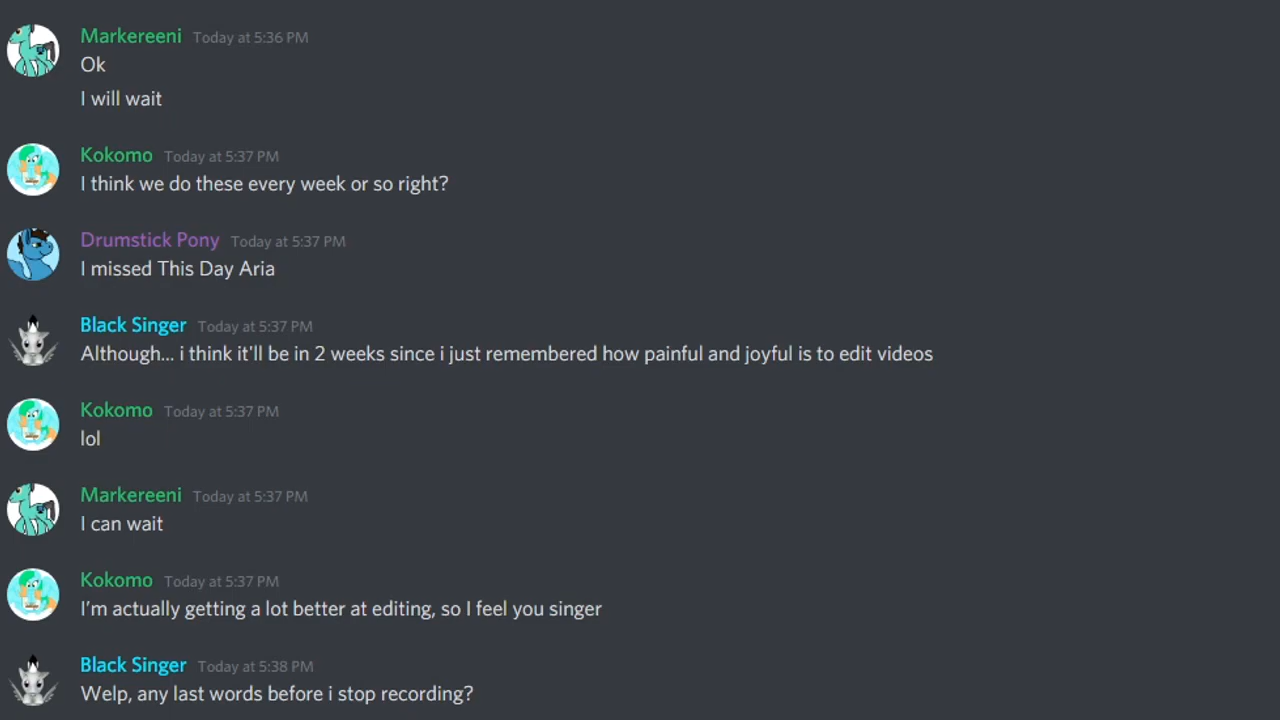 Markereeni Today at 5:36 PM
Ok
I will wait
Kokomo Today at 5:37 PM
I think we do these every week or so right?
Drumstick Pony Today at 5:37 PM
I missed This Day Aria
Black Singer Today at 5:37 PM
Although... i think it'll be in 2 weeks since i just remembered how painful and joyful is to edit videos
Kokomo Today at 5:37 PM
lol
Markereeni Today at 5:37 PM
I can wait
Kokomo Today at 5:37 PM
I'm actually getting a lot better at editing, so I feel you singer
Black Singer Today at 5:38 PM
Welp, any last words before i stop recording?